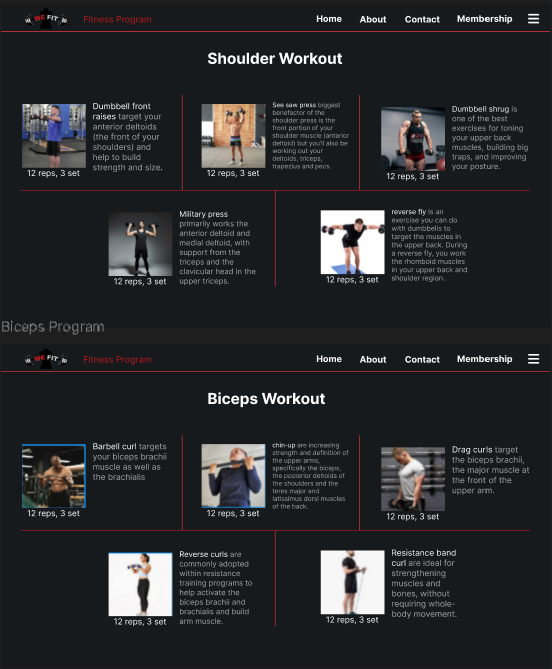 WE FIT
Fitness Program
Home
About
Contact
Membership
Shoulder Workout
Dumbbell front
raises target your
anterior deltoids
(the front of your
shoulders) and
help to build
strength and size.
12 reps, 3 set
See saw press biggest
benefactor of the
shoulder press is the
front portion of your
shoulder muscle (anterior
deltoid) but you'll also be
working out your
deltoids, triceps,
trapezius and pecs.
12 reps, 3 set
Dumbbell shrug is
one of the best
exercises for toning
your upper back
muscles, building big
traps, and improving
your posture.
12 reps, 3 set
Military press
primarily works the
anterior deltoid and
medial deltoid, with
support from the
triceps and the
clavicular head in the
upper triceps.
12 reps, 3 set
reverse fly is an
exercise you can do
with dumbbells to
target the muscles in
the upper back. During
a reverse fly, you work
the rhomboid muscles
in your upper back and
shoulder region.
12 reps, 3 set
Biceps Program
WE FIT
Fitness Program
Home
About
Contact
Membership
Biceps Workout
Barbell curl targets
your biceps brachii
muscle as well as
the brachialis
12 reps, 3 set
chin-up are increasing
strength and definition of
the upper arms,
specifically the biceps,
the posterior deltoids of
the shoulders and the
teres major and
latissimus dorsi muscles
of the back.
12 reps, 3 set
Drag curls target
the biceps brachii,
the major muscle at
the front of the
upper arm.
12 reps, 3 set
Reverse curls are
commonly adopted
within resistance
training programs to
help activate the
biceps brachii and
brachialis and build
arm muscle.
12 reps, 3 set
Resistance band
curl are ideal for
strengthening
muscles and
bones, without
requiring whole-
body movement.
12 reps, 3 set